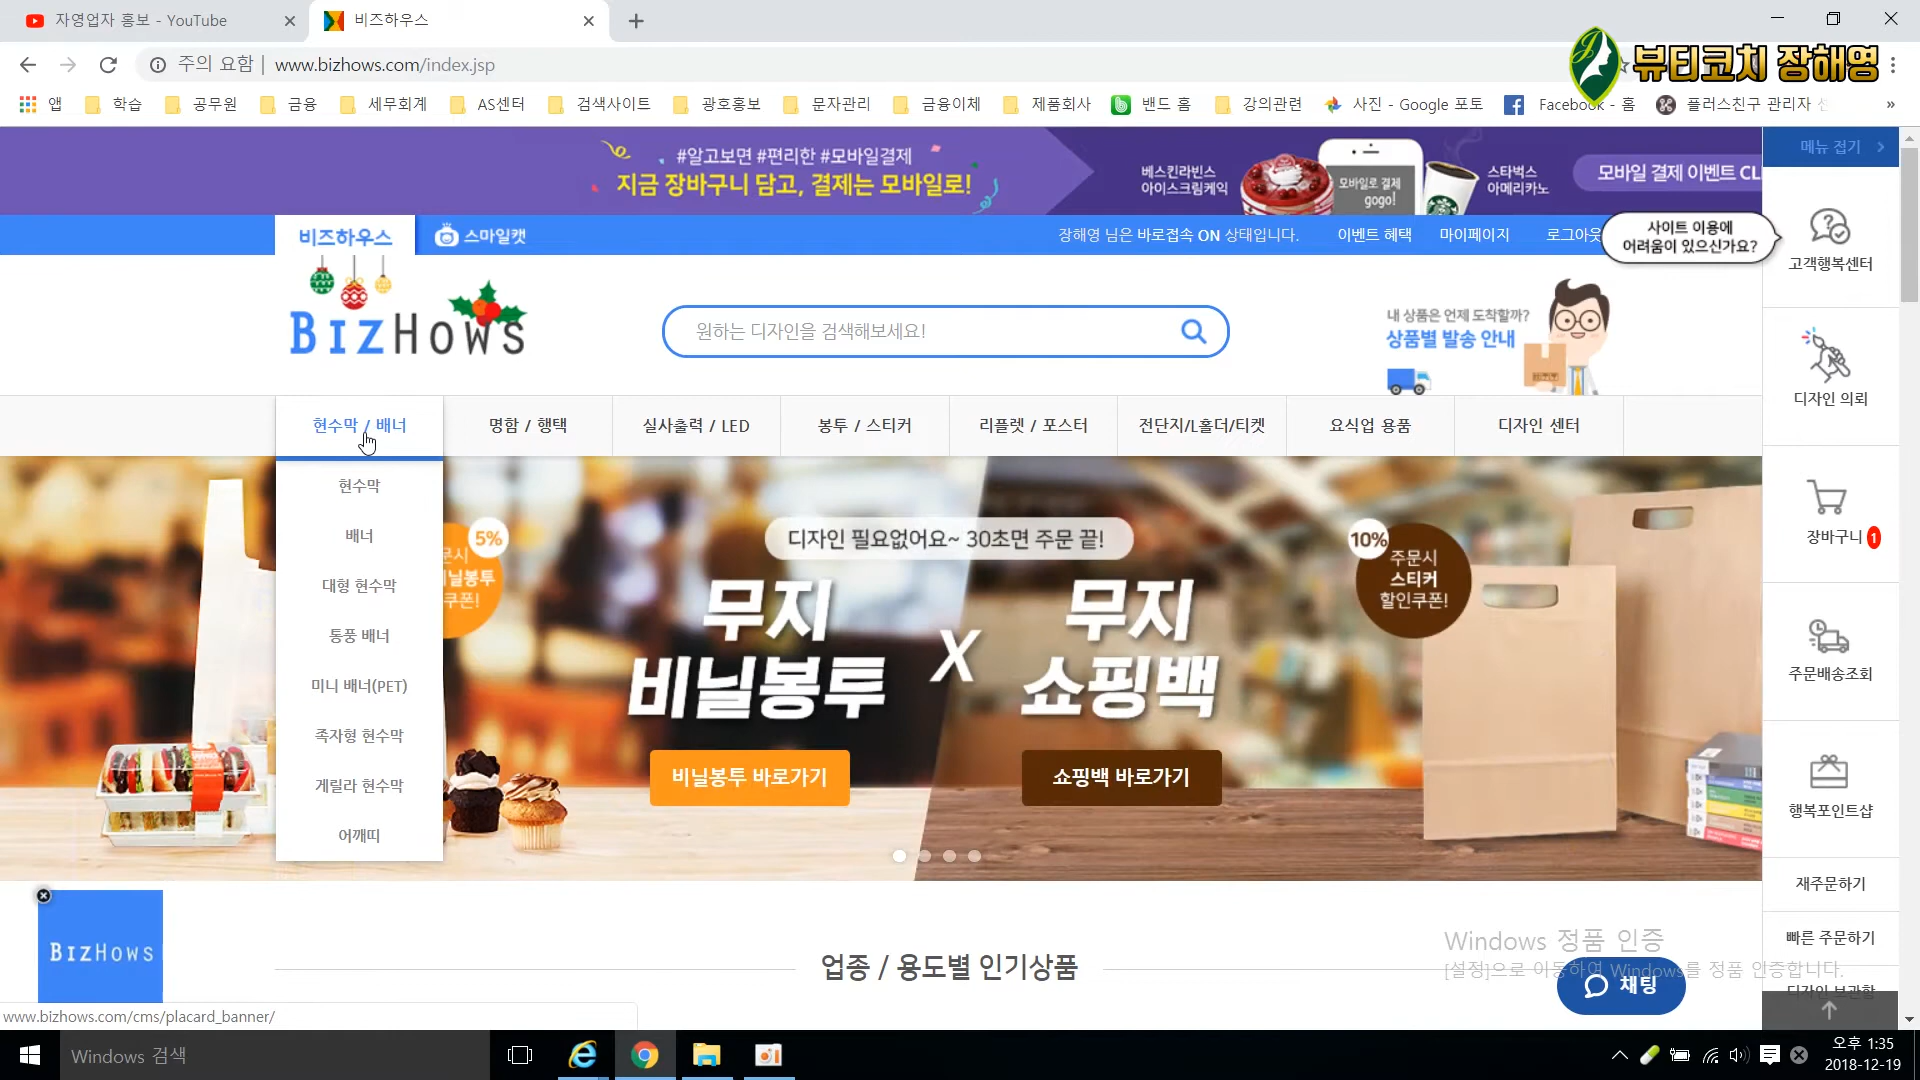 자영업자 홍보 - YouTube
비즈하우스
주의 요함 | www.bizhows.com/index.jsp
뷰티코치 장해영
앱
학습
공무원
금융
세무회계
AS센터
검색사이트
광호홍보
문자관리
금융이체
제품회사
밴드 홈
강의관련
사진 - Google 포토
Facebook - 홈
플러스친구 관리자
»
#알고보면 #편리한 #모바일결제
지금 장바구니 담고, 결제는 모바일로!
베스킨라빈스
아이스크림케익
모바일로 결제
gogo!
스타벅스
아메리카노
모바일 결제 이벤트 CL
메뉴 접기
비즈하우스
스마일캣
장해영 님은 바로접속 ON 상태입니다.
이벤트 혜택
마이페이지
로그아웃
사이트 이용에
어려움이 있으신가요?
고객행복센터
BIZHOWS
원하는 디자인을 검색해보세요!
내 상품은 언제 도착할까?
상품별 발송 안내
디자인 의뢰
현수막 / 배너
명함 / 행택
실사출력 / LED
봉투 / 스티커
리플렛 / 포스터
전단지/L홀더/티켓
요식업 용품
디자인 센터
현수막
배너
대형 현수막
통풍 배너
미니 배너(PET)
족자형 현수막
게릴라 현수막
어깨띠
5%
문시
비닐봉투
쿠폰!
디자인 필요없어요~ 30초면 주문 끝!
무지
비닐봉투
X
무지
쇼핑백
10%
주문시
스티커
할인쿠폰!
비닐봉투 바로가기
쇼핑백 바로가기
장바구니 1
주문배송조회
행복포인트샵
재주문하기
빠른 주문하기
디자인 보관함
BIZHOWS
업종 / 용도별 인기상품
Windows 정품 인증
[설정]으로 이동하여 Windows를 정품 인증합니다.
채팅
www.bizhows.com/cms/placard_banner/
Windows 검색
오후 1:35
2018-12-19